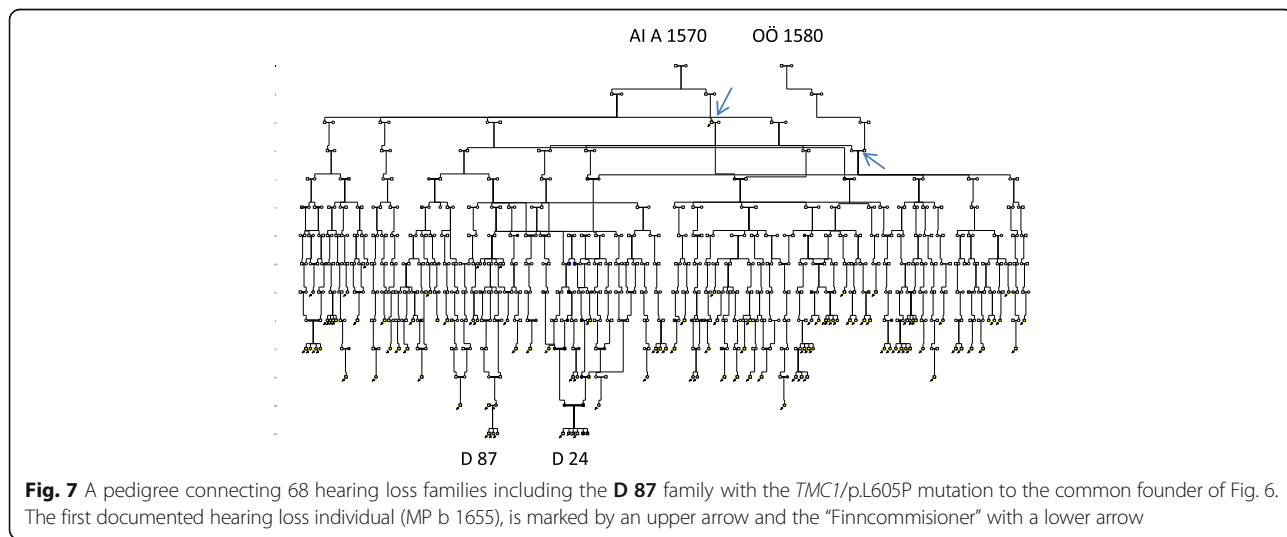 AI A 1570 OÖ 1580
D 87 D 24
Fig. 7 A pedigree connecting 68 hearing loss families including the D 87 family with the TMC1/p.L605P mutation to the common founder of Fig. 6.
The first documented hearing loss individual (MP b 1655), is marked by an upper arrow and the “Finncommisioner” with a lower arrow